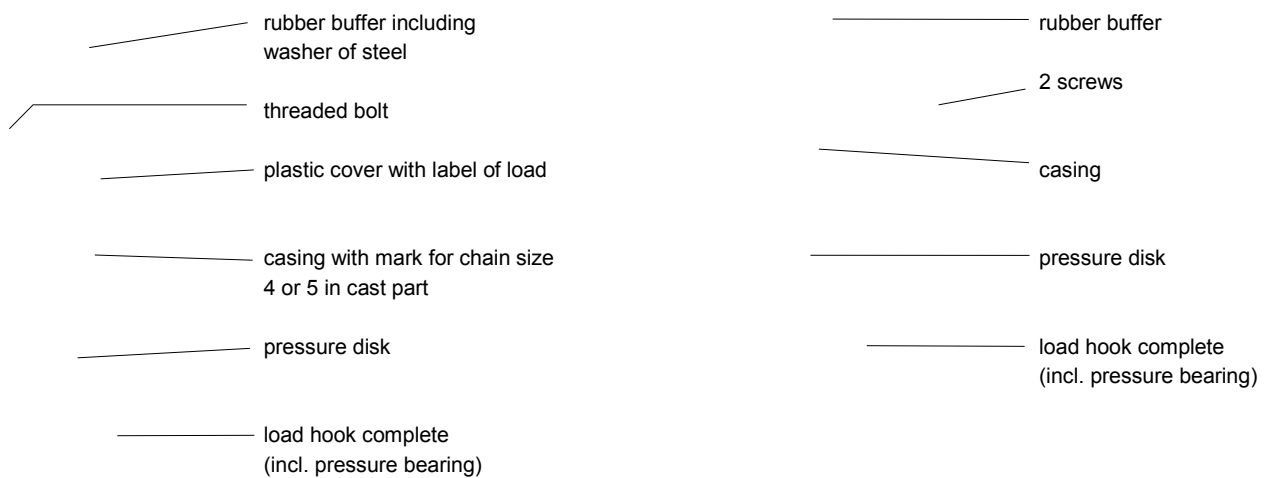 rubber buffer including
washer of steel
threaded bolt
plastic cover with label of load
casing with mark for chain size
4 or 5 in cast part
pressure disk
load hook complete
(incl. pressure bearing)
rubber buffer
2 screws
casing
pressure disk
load hook complete
(incl. pressure bearing)